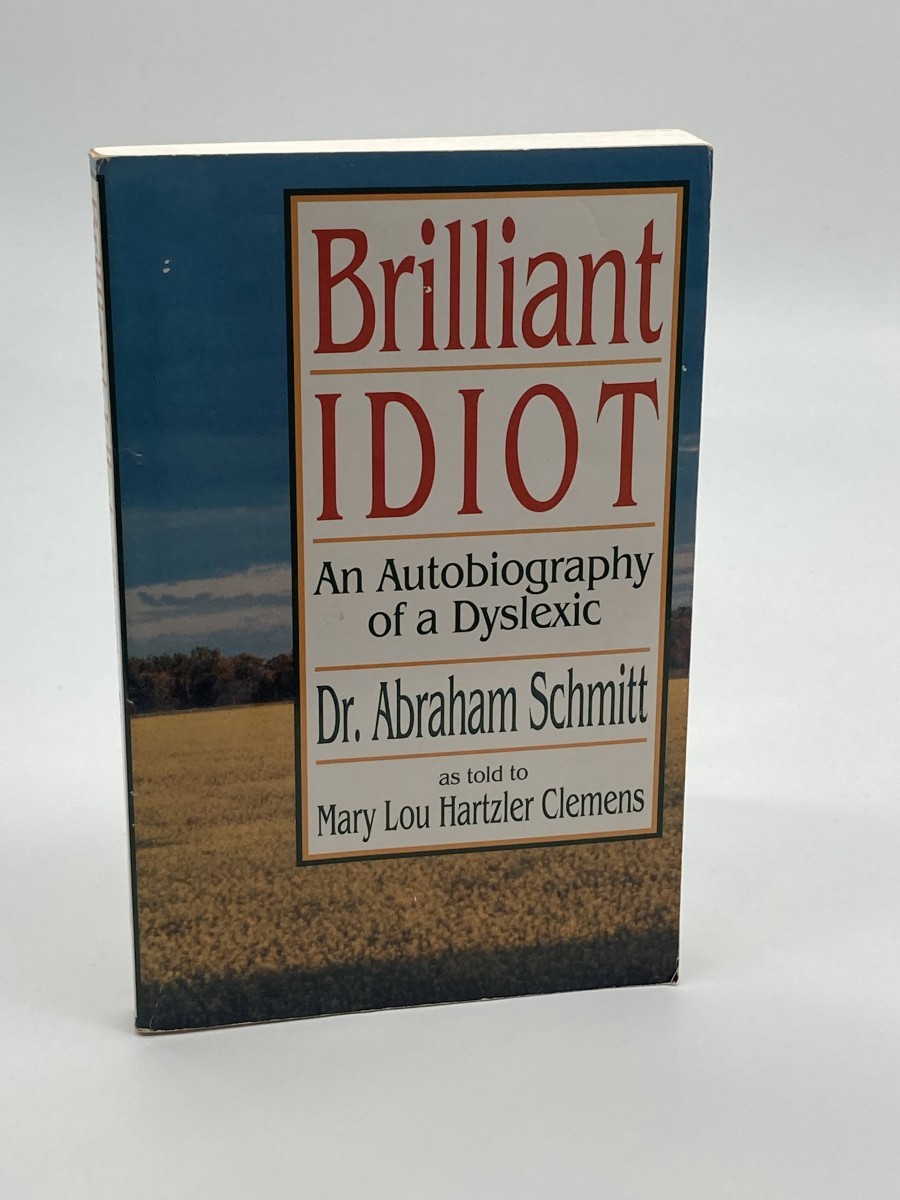 Brilliant
IDIOT
An Autobiography
of a Dyslexic
Dr. Abraham Schmitt
as told to
Mary Lou Hartzler Clemens